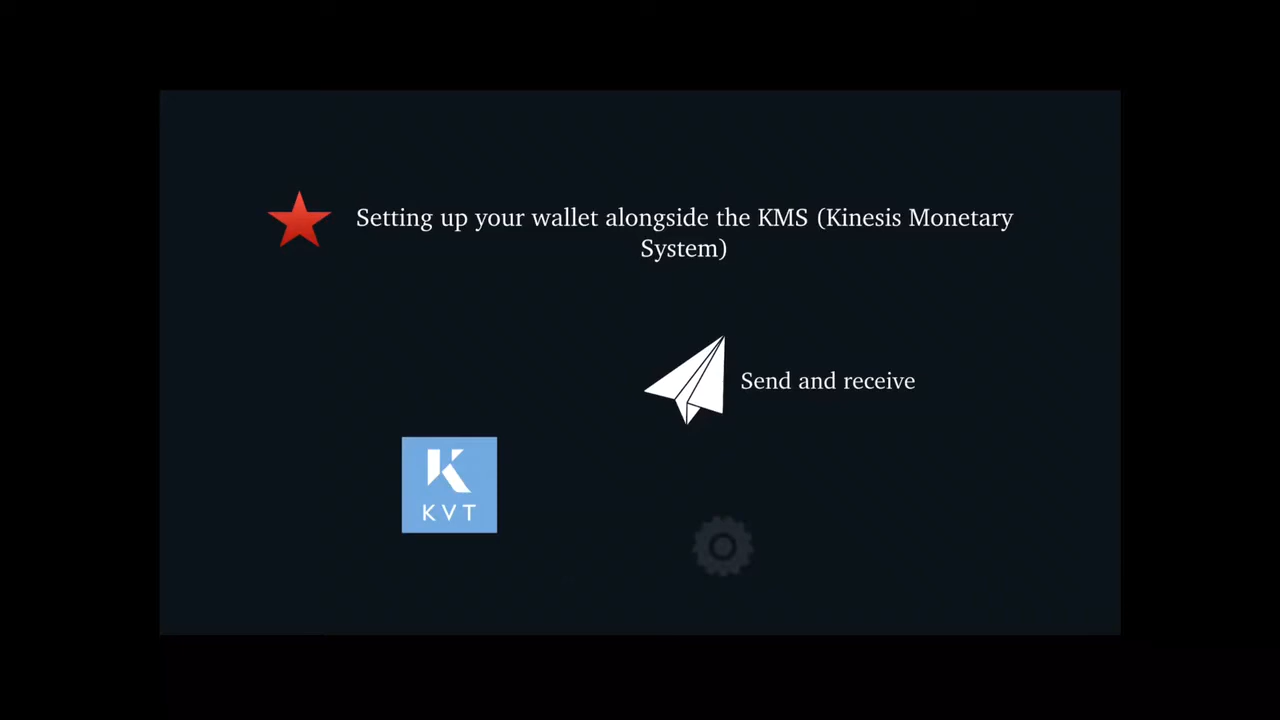 Setting up your wallet alongside the KMS (Kinesis Monetary
System)
Send and receive
KVT